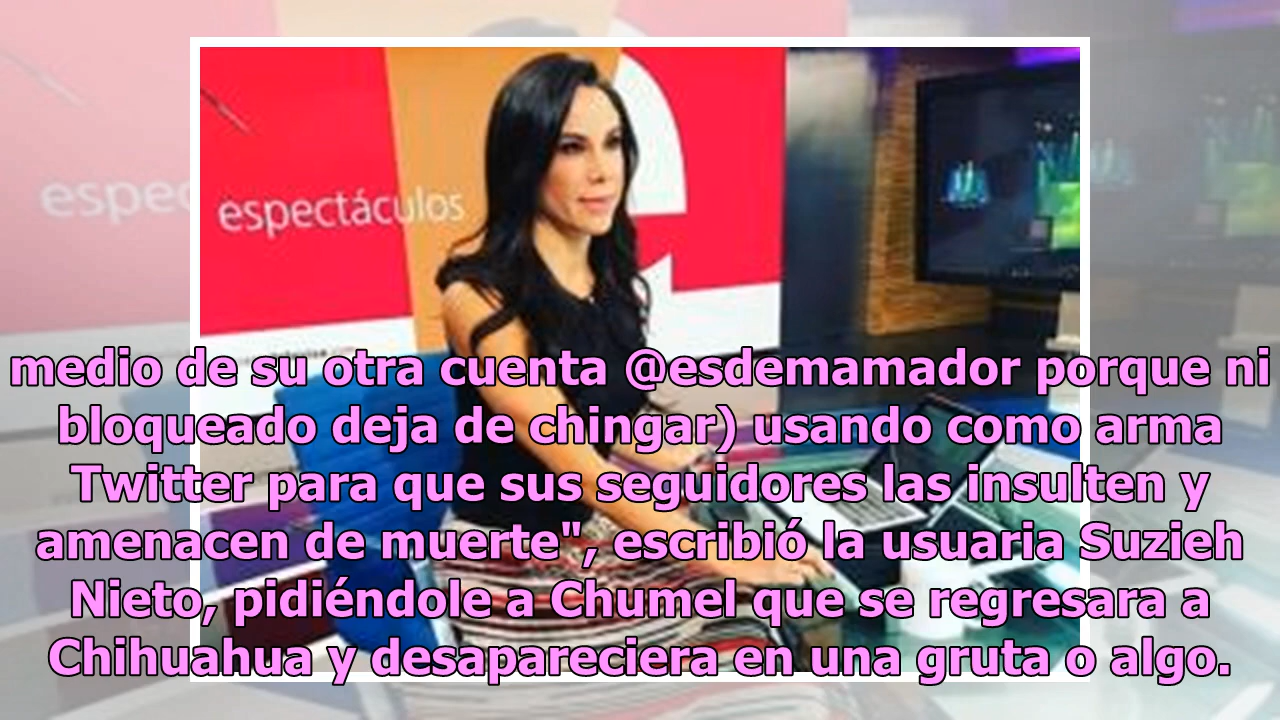 espec
espectáculos
medio de su otra cuenta @esdemamador porque ni
bloqueado deja de chingar) usando como arma
Twitter para que sus seguidores las insulten y
amenacen de muerte", escribió la usuaria Suzieh
Nieto, pidiéndole a Chumel que se regresara a
Chihuahua y desapareciera en una gruta o algo.